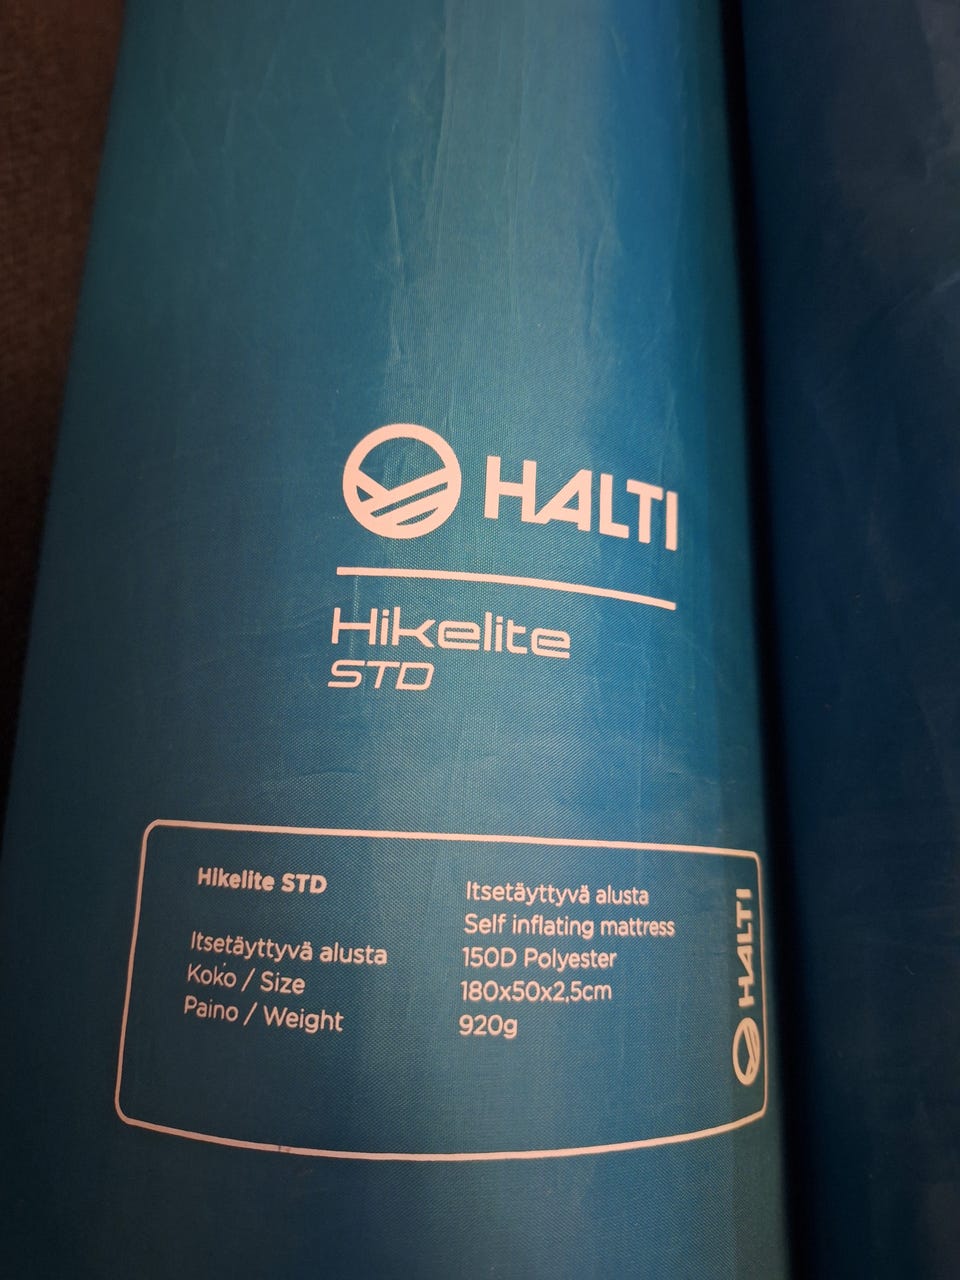 HALTI
Hikelite
STD
Hikelite STD
Itsetäyttyvä alusta
Koko / Size
Paino / Weight
Itsetäyttyvä alusta
Self inflating mattress
150D Polyester
180x50x2,5cm
920g
HALTI